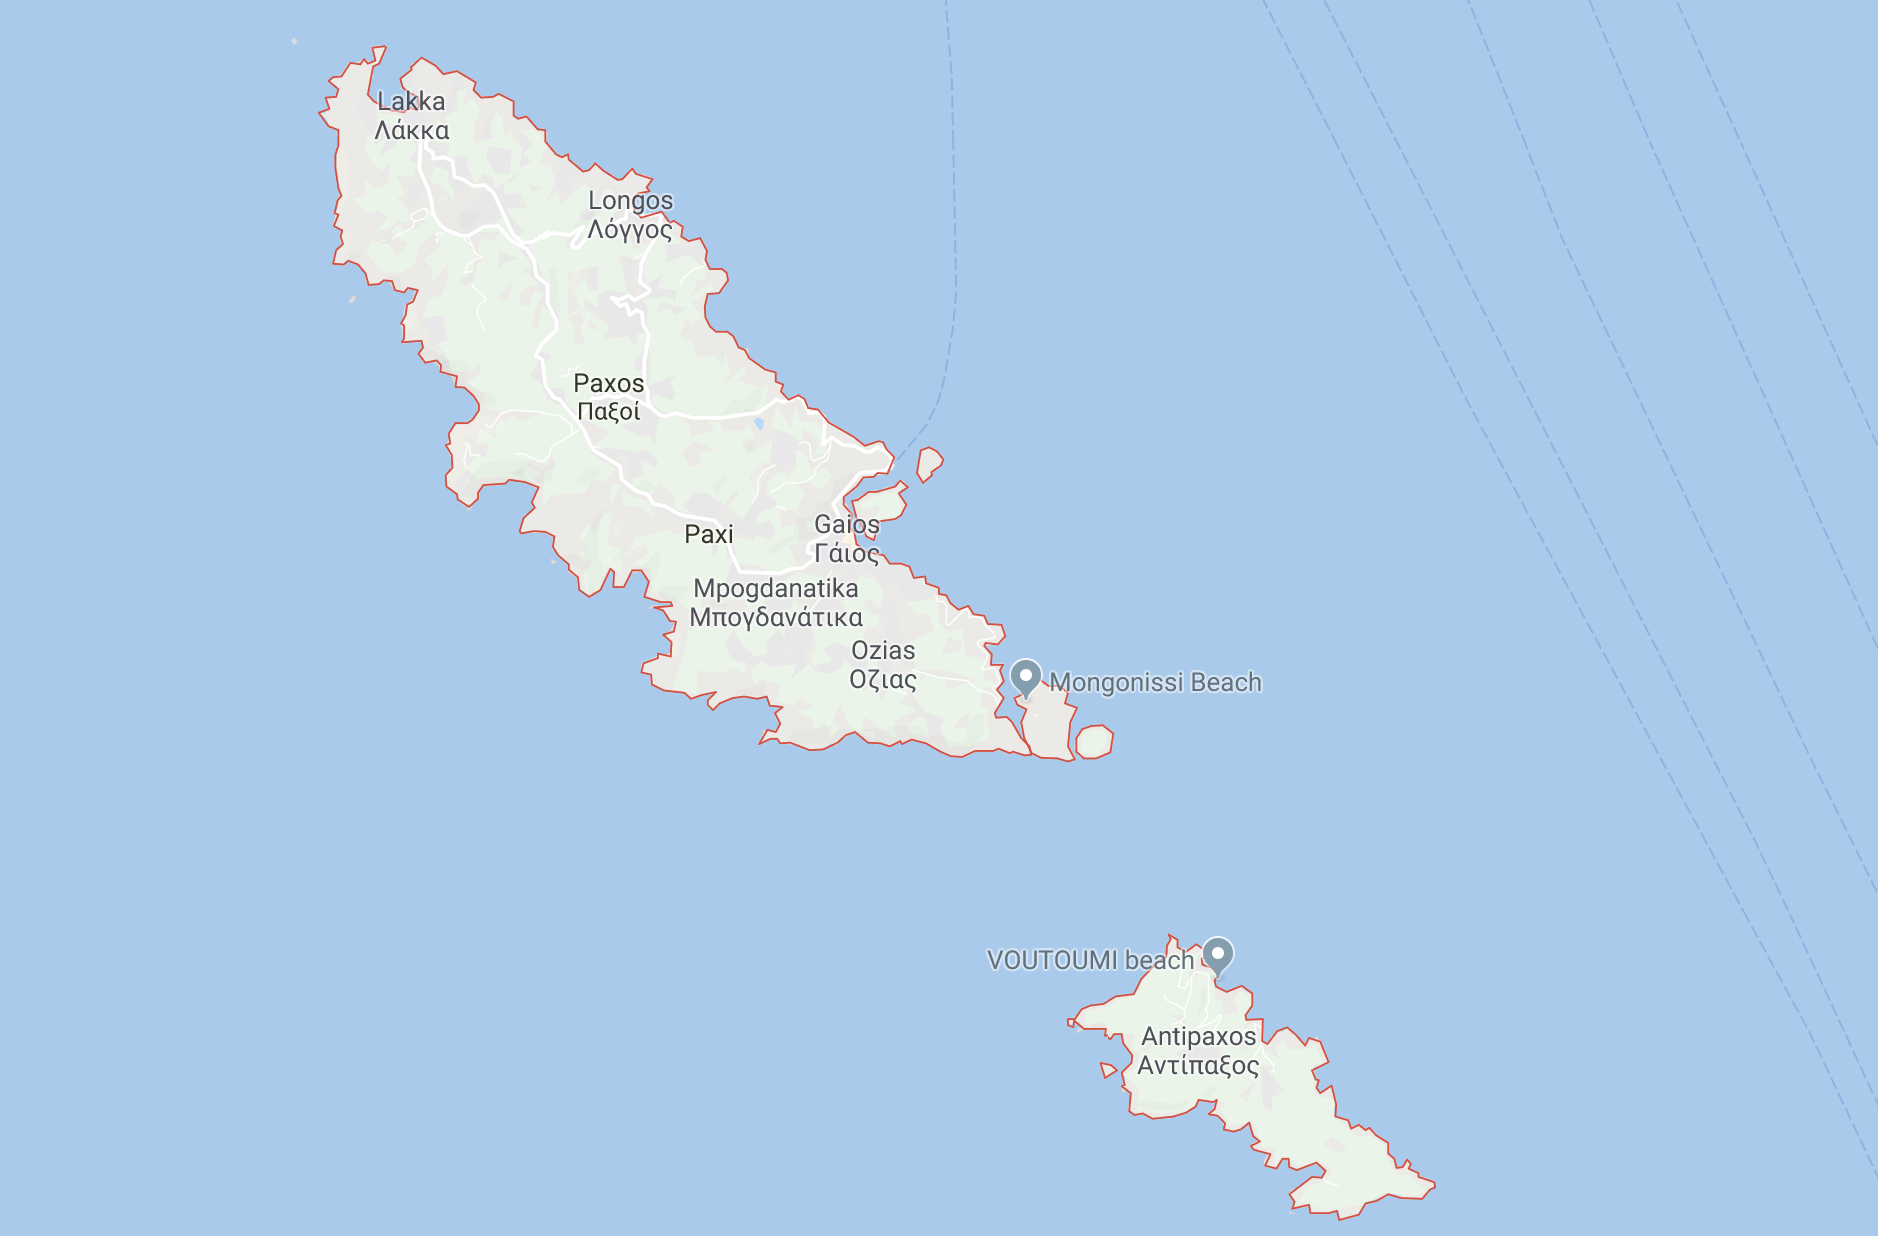 Lakka
Λάκκα
Longos
Λόγγος
Paxos
Παξοί
Gaios
Γάιος
Paxi
Mpogdanatika
Μπογδανάτικα
Ozias
Οζιας
Mongonissi Beach
VOUTOUMI beach
Antipaxos
Αντίπαξος